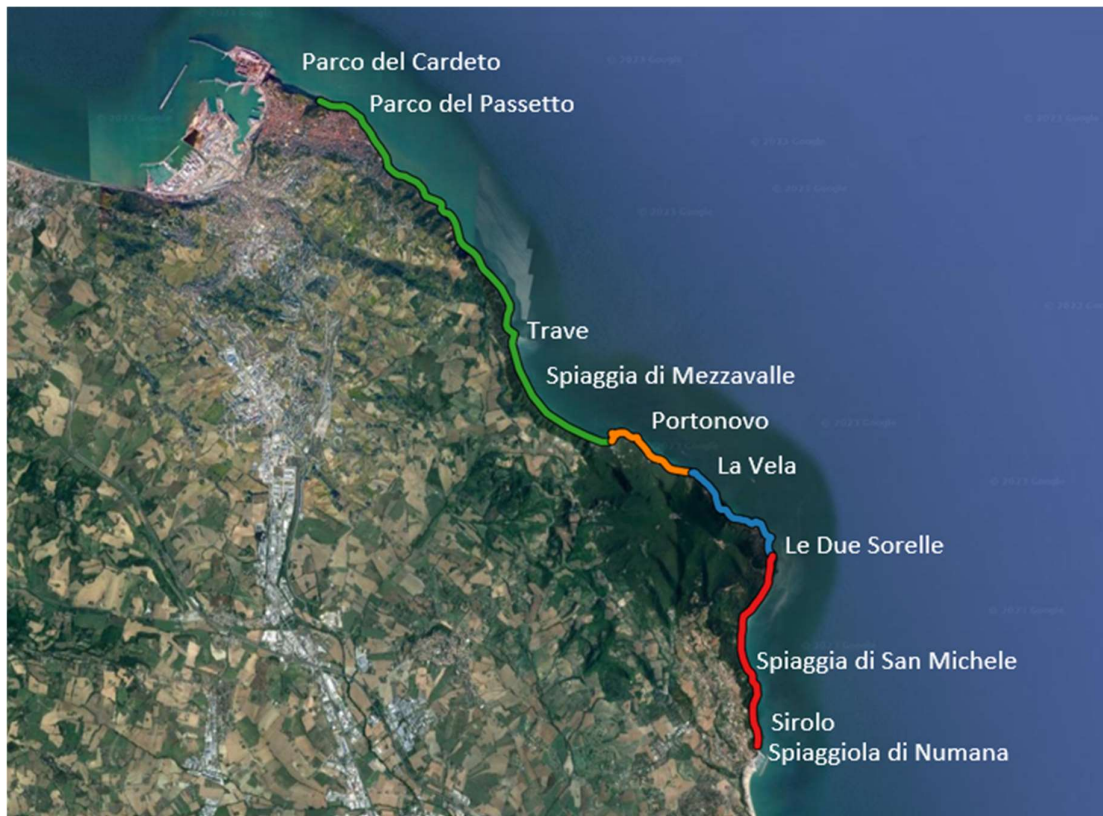 Parco del Cardeto
Parco del Passetto
Trave
Spiaggia di Mezzavalle
Portonovo
La Vela
Le Due Sorelle
Spiaggia di San Michele
Sirolo
Spiaggiola di Numana